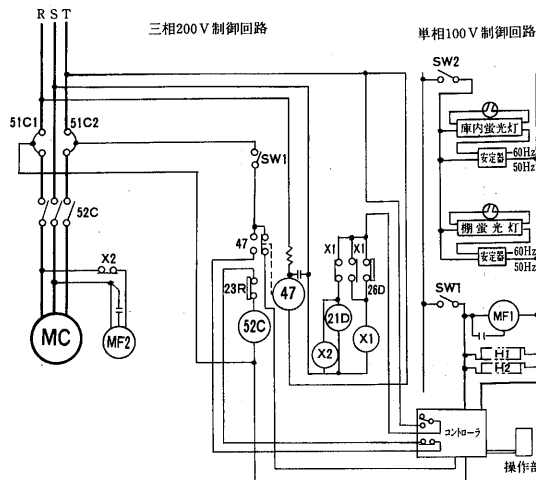 R S T
三相200V制御回路
単相100V制御回路
SW2
51C1
51C2
庫内蛍光灯
安定器
60Hz
50Hz
SW1
52C
棚蛍光灯
安定器
60Hz
50Hz
X2
47
X1
X1
SW1
23R
47
26D
MC
MF2
52C
21D
MF1
X2
X1
H1
H2
コントローラ
操作部